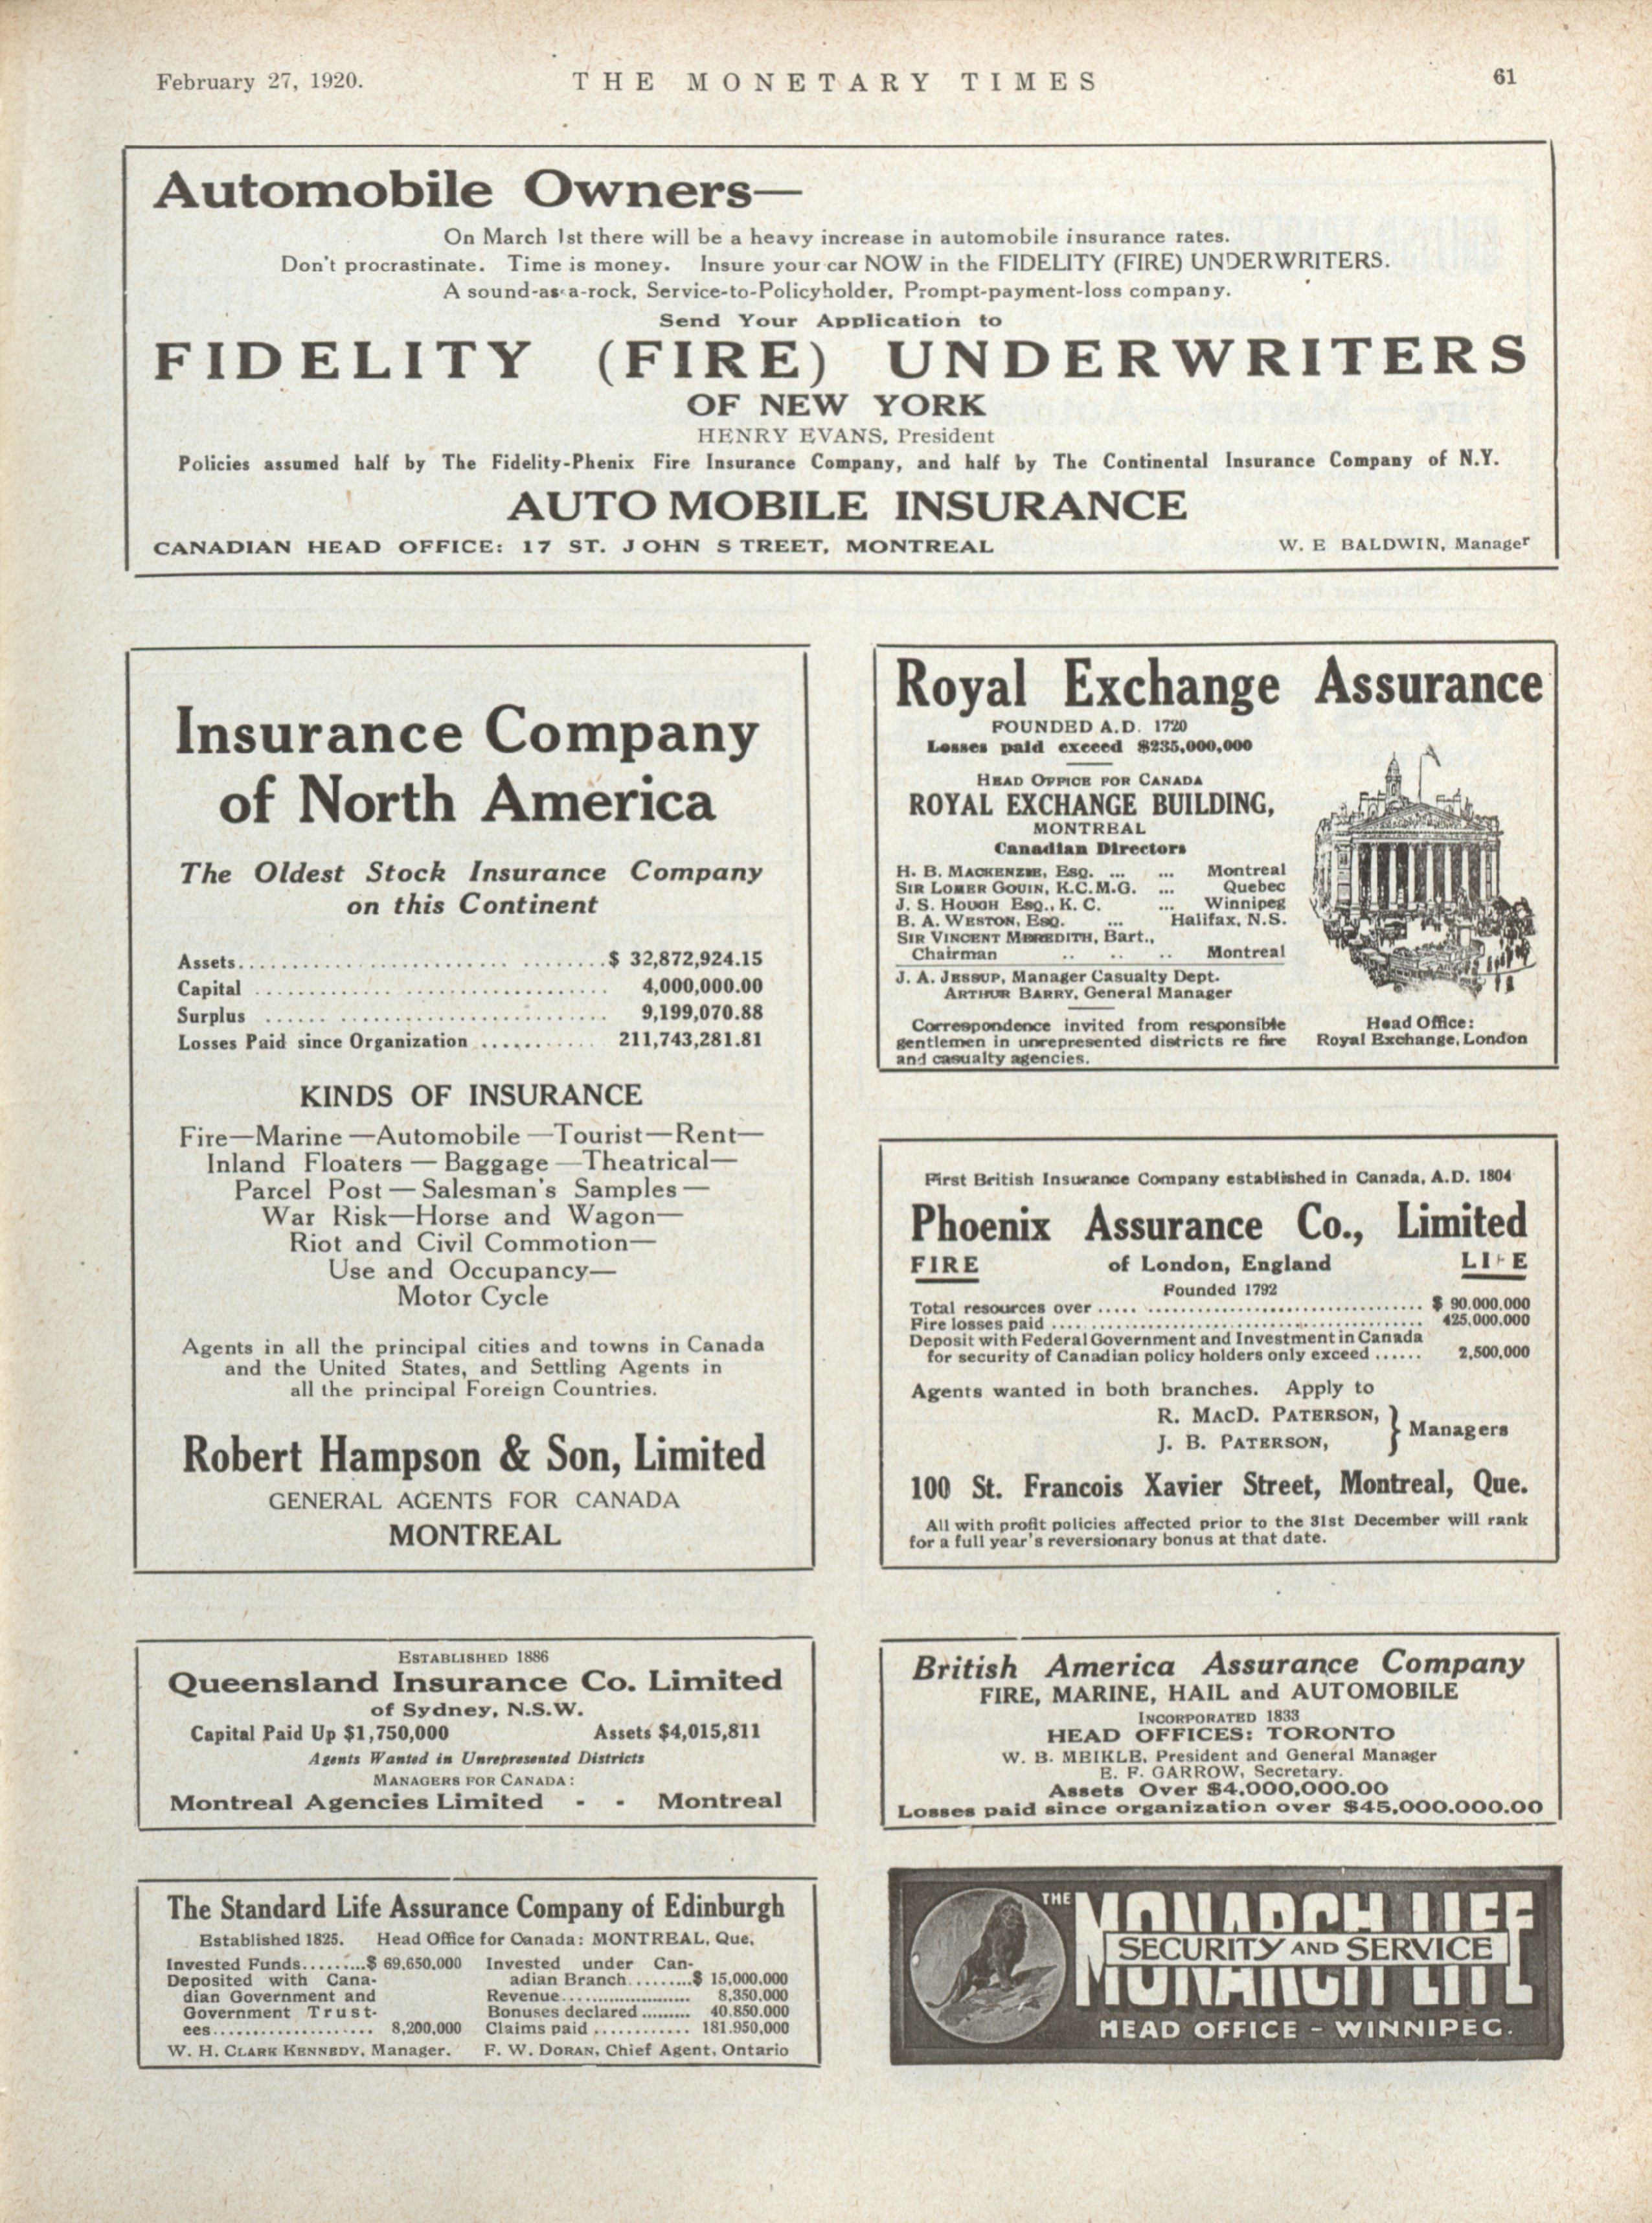 February 27, 1920.
THE MONETARY TIMES
61
Automobile Owners—
On March 1st there will be a heavy increase in automobile insurance rates.
Don't procrastinate. Time is money. Insure your car NOW in the FIDELITY (FIRE) UNDERWRITERS.
A sound-as-a-rock, Service-to-Policyholder, Prompt-payment-loss company.
Send Your Application to
FIDELITY (FIRE) UNDERWRITERS
OF NEW YORK
HENRY EVANS, President
Policies assumed half by The Fidelity-Phenix Fire Insurance Company, and half by The Continental Insurance Company of N.Y.
AUTOMOBILE INSURANCE
CANADIAN HEAD OFFICE: 17 ST. JOHN STREET, MONTREAL
W. E BALDWIN, Manager
Insurance Company
of North America
The Oldest Stock Insurance Company
on this Continent
Assets.................................$ 32,872,924.15
Capital ................................. 4,000,000.00
Surplus ................................. 9,199,070.88
Losses Paid since Organization ........... 211,743,281.81
KINDS OF INSURANCE
Fire—Marine—Automobile—Tourist—Rent—
Inland Floaters—Baggage—Theatrical—
Parcel Post—Salesman's Samples—
War Risk—Horse and Wagon—
Riot and Civil Commotion—
Use and Occupancy—
Motor Cycle
Agents in all the principal cities and towns in Canada
and the United States, and Settling Agents in
all the principal Foreign Countries.
Robert Hampson & Son, Limited
GENERAL AGENTS FOR CANADA
MONTREAL
Royal Exchange Assurance
FOUNDED A.D. 1720
Losses paid exceed $235,000,000
HEAD OFFICE FOR CANADA
ROYAL EXCHANGE BUILDING,
MONTREAL
Canadian Directors
H. B. MACKENZIE, ESQ. ... ... Montreal
SIR LOMER GOUIN, K.C.M.G. ... Quebec
J. S. HOUGH ESQ., K. C. ... Winnipeg
B. A. WESTON, ESQ. ... Halifax, N.S.
SIR VINCENT MEREDITH, Bart.,
Chairman .. .. .. Montreal
J. A. JESSUP, Manager Casualty Dept.
ARTHUR BARRY, General Manager
Correspondence invited from responsible
gentlemen in unrepresented districts re fire
and casualty agencies.
Head Office:
Royal Exchange, London
First British Insurance Company established in Canada, A.D. 1804
Phoenix Assurance Co., Limited
FIRE of London, England LIFE
Founded 1792
Total resources over .......................... $ 90,000,000
Fire losses paid .......................... 425,000,000
Deposit with Federal Government and Investment in Canada
for security of Canadian policy holders only exceed ...... 2,500,000
Agents wanted in both branches. Apply to
R. MACD. PATERSON,
J. B. PATERSON,
} Managers
100 St. Francois Xavier Street, Montreal, Que.
All with profit policies affected prior to the 31st December will rank
for a full year's reversionary bonus at that date.
ESTABLISHED 1886
Queensland Insurance Co. Limited
of Sydney, N.S.W.
Capital Paid Up $1,750,000 Assets $4,015,811
Agents Wanted in Unrepresented Districts
MANAGERS FOR CANADA:
Montreal Agencies Limited - - Montreal
British America Assurance Company
FIRE, MARINE, HAIL and AUTOMOBILE
INCORPORATED 1833
HEAD OFFICES: TORONTO
W. B. MEIKLE, President and General Manager
E. F. GARROW, Secretary.
Assets Over $4,000,000.00
Losses paid since organization over $45,000,000.00
The Standard Life Assurance Company of Edinburgh
Established 1825. Head Office for Canada: MONTREAL, Que.
Invested Funds.........$ 69,650,000
Deposited with Cana-
dian Government and
Government Trust-
ees.................... 8,200,000
W. H. CLARK KENNEDY, Manager.
Invested under Can-
adian Branch.........$ 15,000,000
Revenue..................... 8,350,000
Bonuses declared ......... 40,850,000
Claims paid ............ 181,950,000
F. W. DORAN, Chief Agent, Ontario
THE
MONARCH LIFE
SECURITY AND SERVICE
MONARCH LIFE
HEAD OFFICE - WINNIPEG.